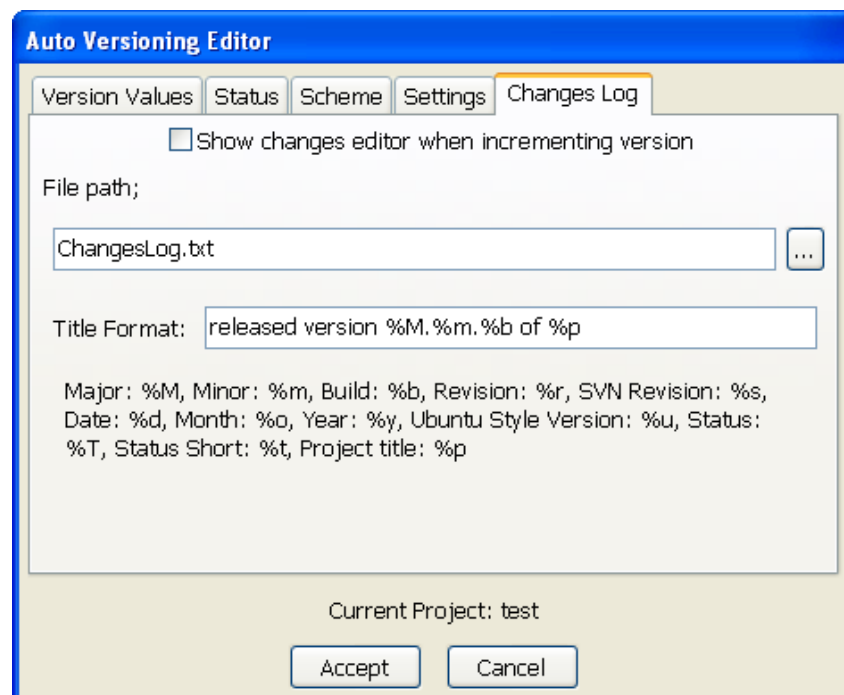 Auto Versioning Editor
Version Values Status Scheme Settings Changes Log
Show changes editor when incrementing version
File path;
ChangesLog.txt ...
Title Format: released version %M.%m.%b of %p
Major: %M, Minor: %m, Build: %b, Revision: %r, SVN Revision: %s,
Date: %d, Month: %o, Year: %y, Ubuntu Style Version: %u, Status:
%T, Status Short: %t, Project title: %p
Current Project: test
Accept Cancel